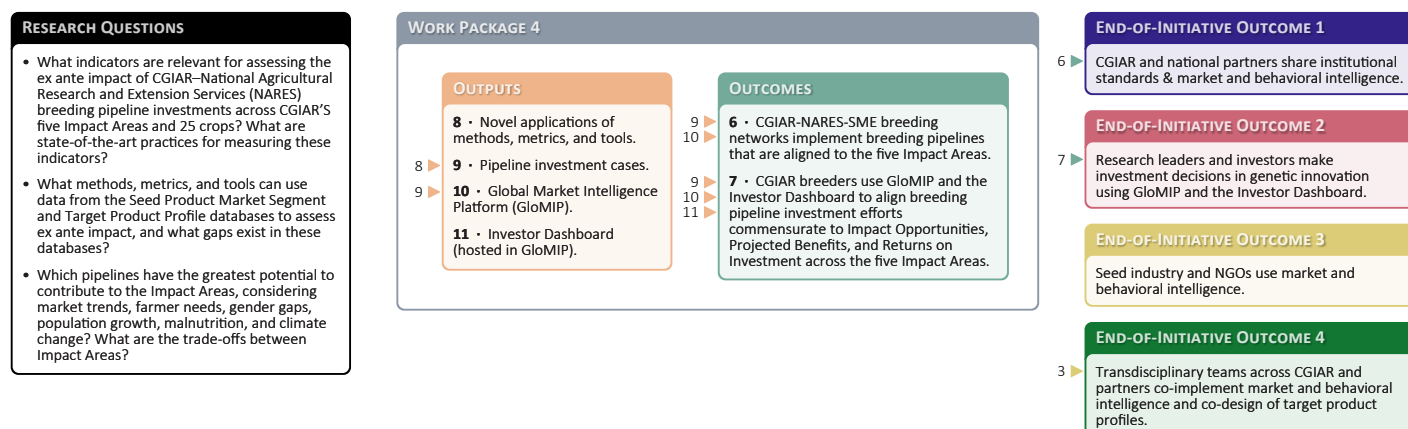 RESEARCH QUESTIONS
• What indicators are relevant for assessing the
ex ante impact of CGIAR–National Agricultural
Research and Extension Services (NARES)
breeding pipeline investments across CGIAR'S
five Impact Areas and 25 crops? What are
state-of-the-art practices for measuring these
indicators?
• What methods, metrics, and tools can use
data from the Seed Product Market Segment
and Target Product Profile databases to assess
ex ante impact, and what gaps exist in these
databases?
• Which pipelines have the greatest potential to
contribute to the Impact Areas, considering
market trends, farmer needs, gender gaps,
population growth, malnutrition, and climate
change? What are the trade-offs between
Impact Areas?
WORK PACKAGE 4
OUTPUTS
8 · Novel applications of
methods, metrics, and tools.
8
9 · Pipeline investment cases.
9
10 · Global Market Intelligence
Platform (GloMIP).
11 · Investor Dashboard
(hosted in GloMIP).
OUTCOMES
9
10
6 · CGIAR-NARES-SME breeding
networks implement breeding pipelines
that are aligned to the five Impact Areas.
9
10
11
7 · CGIAR breeders use GloMIP and the
Investor Dashboard to align breeding
pipeline investment efforts
commensurate to Impact Opportunities,
Projected Benefits, and Returns on
Investment across the five Impact Areas.
END-OF-INITIATIVE OUTCOME 1
6
CGIAR and national partners share institutional
standards & market and behavioral intelligence.
END-OF-INITIATIVE OUTCOME 2
7
Research leaders and investors make
investment decisions in genetic innovation
using GloMIP and the Investor Dashboard.
END-OF-INITIATIVE OUTCOME 3
Seed industry and NGOs use market and
behavioral intelligence.
END-OF-INITIATIVE OUTCOME 4
3
Transdisciplinary teams across CGIAR and
partners co-implement market and behavioral
intelligence and co-design of target product
profiles.